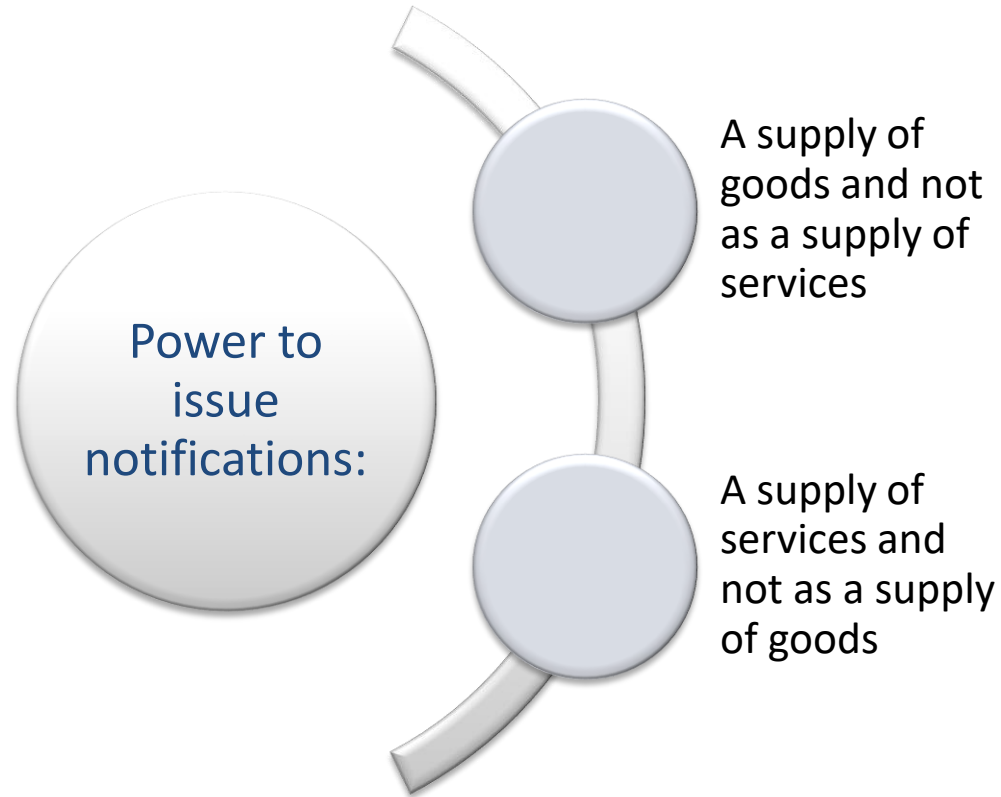 Power to
issue
notifications:
A supply of
goods and not
as a supply of
services
A supply of
services and
not as a supply
of goods